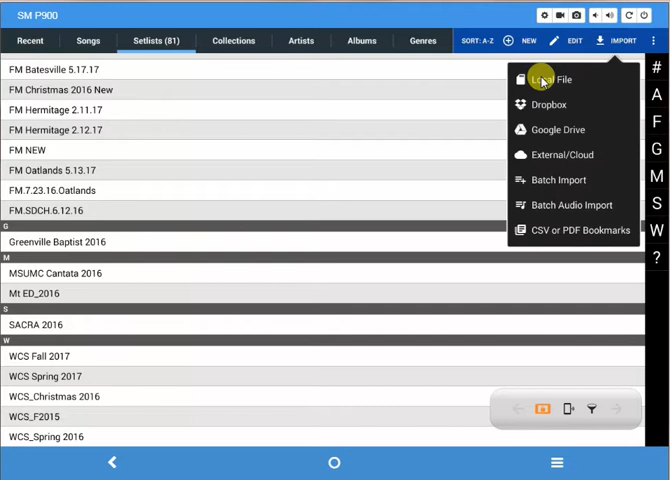 SM P900
Recent Songs Setlists (81) Collections Artists Albums Genres SORT: A-Z NEW EDIT IMPORT
FM Batesville 5.17.17
FM Christmas 2016 New
FM Hermitage 2.11.17
FM Hermitage 2.12.17
FM NEW
FM Oatlands 5.13.17
FM.7.23.16.Oatlands
FM.SDCH.6.12.16
G
Greenville Baptist 2016
M
MSUMC Cantata 2016
Mt ED_2016
S
SACRA 2016
W
WCS Fall 2017
WCS Spring 2017
WCS_Christmas 2016
WCS_F2015
WCS_Spring 2016
Local File
Dropbox
Google Drive
External/Cloud
Batch Import
Batch Audio Import
CSV or PDF Bookmarks
#
A
F
G
M
S
W
?